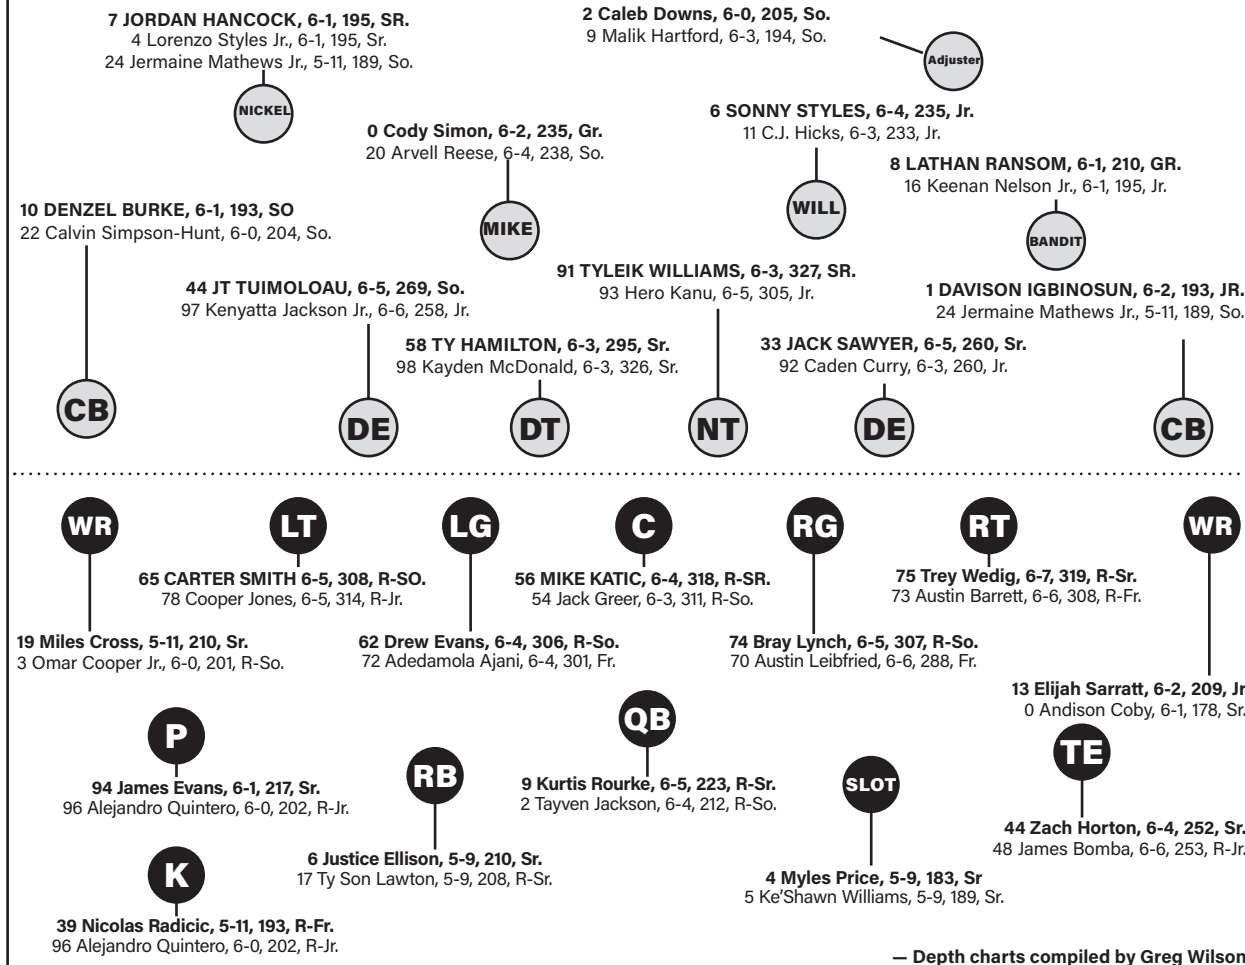 7 JORDAN HANCOCK, 6-1, 195, SR.
4 Lorenzo Styles Jr., 6-1, 195, Sr.
24 Jermaine Mathews Jr., 5-11, 189, So.
NICKEL
2 Caleb Downs, 6-0, 205, So.
9 Malik Hartford, 6-3, 194, So.
Adjuster
0 Cody Simon, 6-2, 235, Gr.
20 Arvell Reese, 6-4, 238, So.
MIKE
6 SONNY STYLES, 6-4, 235, Jr.
11 C.J. Hicks, 6-3, 233, Jr.
WILL
8 LATHAN RANSOM, 6-1, 210, GR.
16 Keenan Nelson Jr., 6-1, 195, Jr.
BANDIT
10 DENZEL BURKE, 6-1, 193, SO
22 Calvin Simpson-Hunt, 6-0, 204, So.
CB
44 JT TUIMOLOAU, 6-5, 269, So.
97 Kenyatta Jackson Jr., 6-6, 258, Jr.
DE
58 TY HAMILTON, 6-3, 295, Sr.
98 Kayden McDonald, 6-3, 326, Sr.
DT
91 TYLEIK WILLIAMS, 6-3, 327, SR.
93 Hero Kanu, 6-5, 305, Jr.
NT
33 JACK SAWYER, 6-5, 260, Sr.
92 Caden Curry, 6-3, 260, Jr.
DE
1 DAVISON IGBINOSUN, 6-2, 193, JR.
24 Jermaine Mathews Jr., 5-11, 189, So.
CB
WR
19 Miles Cross, 5-11, 210, Sr.
3 Omar Cooper Jr., 6-0, 201, R-So.
LT
65 CARTER SMITH 6-5, 308, R-SO.
78 Cooper Jones, 6-5, 314, R-Jr.
LG
62 Drew Evans, 6-4, 306, R-So.
72 Adedamola Ajani, 6-4, 301, Fr.
C
56 MIKE KATIC, 6-4, 318, R-SR.
54 Jack Greer, 6-3, 311, R-So.
RG
74 Bray Lynch, 6-5, 307, R-So.
70 Austin Leibfried, 6-6, 288, Fr.
RT
75 Trey Wedig, 6-7, 319, R-Sr.
73 Austin Barrett, 6-6, 308, R-Fr.
WR
13 Elijah Sarratt, 6-2, 209, Jr
0 Andison Coby, 6-1, 178, Sr.
P
94 James Evans, 6-1, 217, Sr.
96 Alejandro Quintero, 6-0, 202, R-Jr.
RB
6 Justice Ellison, 5-9, 210, Sr.
17 Ty Son Lawton, 5-9, 208, R-Sr.
QB
9 Kurtis Rourke, 6-5, 223, R-Sr.
2 Tayven Jackson, 6-4, 212, R-So.
SLOT
4 Myles Price, 5-9, 183, Sr
5 Ke'Shawn Williams, 5-9, 189, Sr.
TE
44 Zach Horton, 6-4, 252, Sr.
48 James Bomba, 6-6, 253, R-Jr.
K
39 Nicolas Radicic, 5-11, 193, R-Fr.
96 Alejandro Quintero, 6-0, 202, R-Jr.
— Depth charts compiled by Greg Wilson